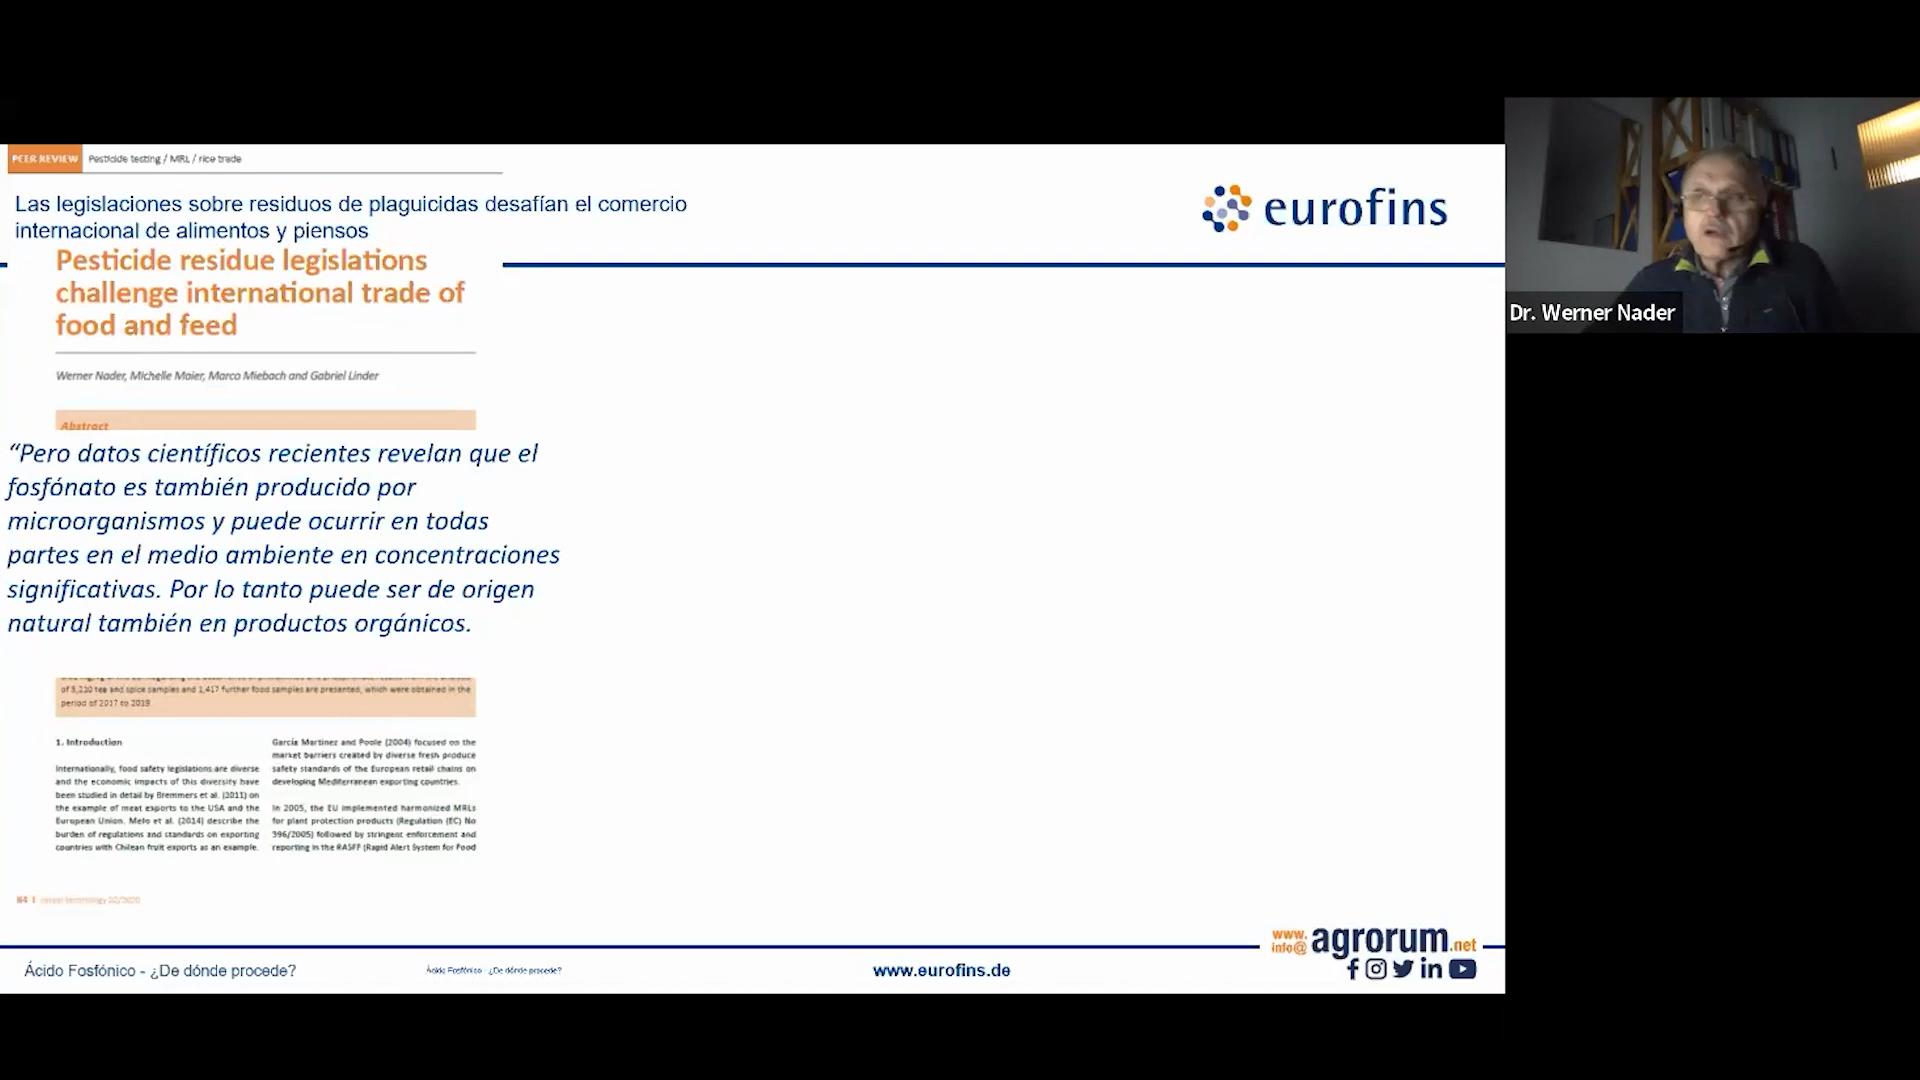 PEER REVIEW Pesticide testing / MRL / rice trade
Las legislaciones sobre residuos de plaguicidas desafían el comercio
internacional de alimentos y piensos
eurofins
Pesticide residue legislations
challenge international trade of
food and feed
Werner Nader, Michelle Maier, Marco Miebach and Gabriel Linder
Abstract
“Pero datos científicos recientes revelan que el
fosfónato es también producido por
microorganismos y puede ocurrir en todas
partes en el medio ambiente en concentraciones
significativas. Por lo tanto puede ser de origen
natural también en productos orgánicos.
of 5,220 tea and spice samples and 1,417 further food samples are presented, which were obtained in the
period of 2017 to 2019
1. Introduction
Internationally, food safety legislations are diverse
and the economic impacts of this diversity have
been studied in detail by Bremmers et al. (2011) on
the example of meat exports to the USA and the
European Union. Melo et al. (2014) describe the
burden of regulations and standards on exporting
countries with Chilean fruit exports as an example.
García Martinez and Poole (2004) focused on the
market barriers created by diverse fresh produce
safety standards of the European retail chains on
developing Mediterranean exporting countries.
In 2005, the EU implemented harmonized MRLs
for plant protection products (Regulation (EC) No
396/2005) followed by stringent enforcement and
reporting in the RASFF (Rapid Alert System for Food
www.
info@ agrorum.net
Ácido Fosfónico - ¿De dónde procede?
Ácido Fosfónico - ¿De dónde procede?
www.eurofins.de
Dr. Werner Nader